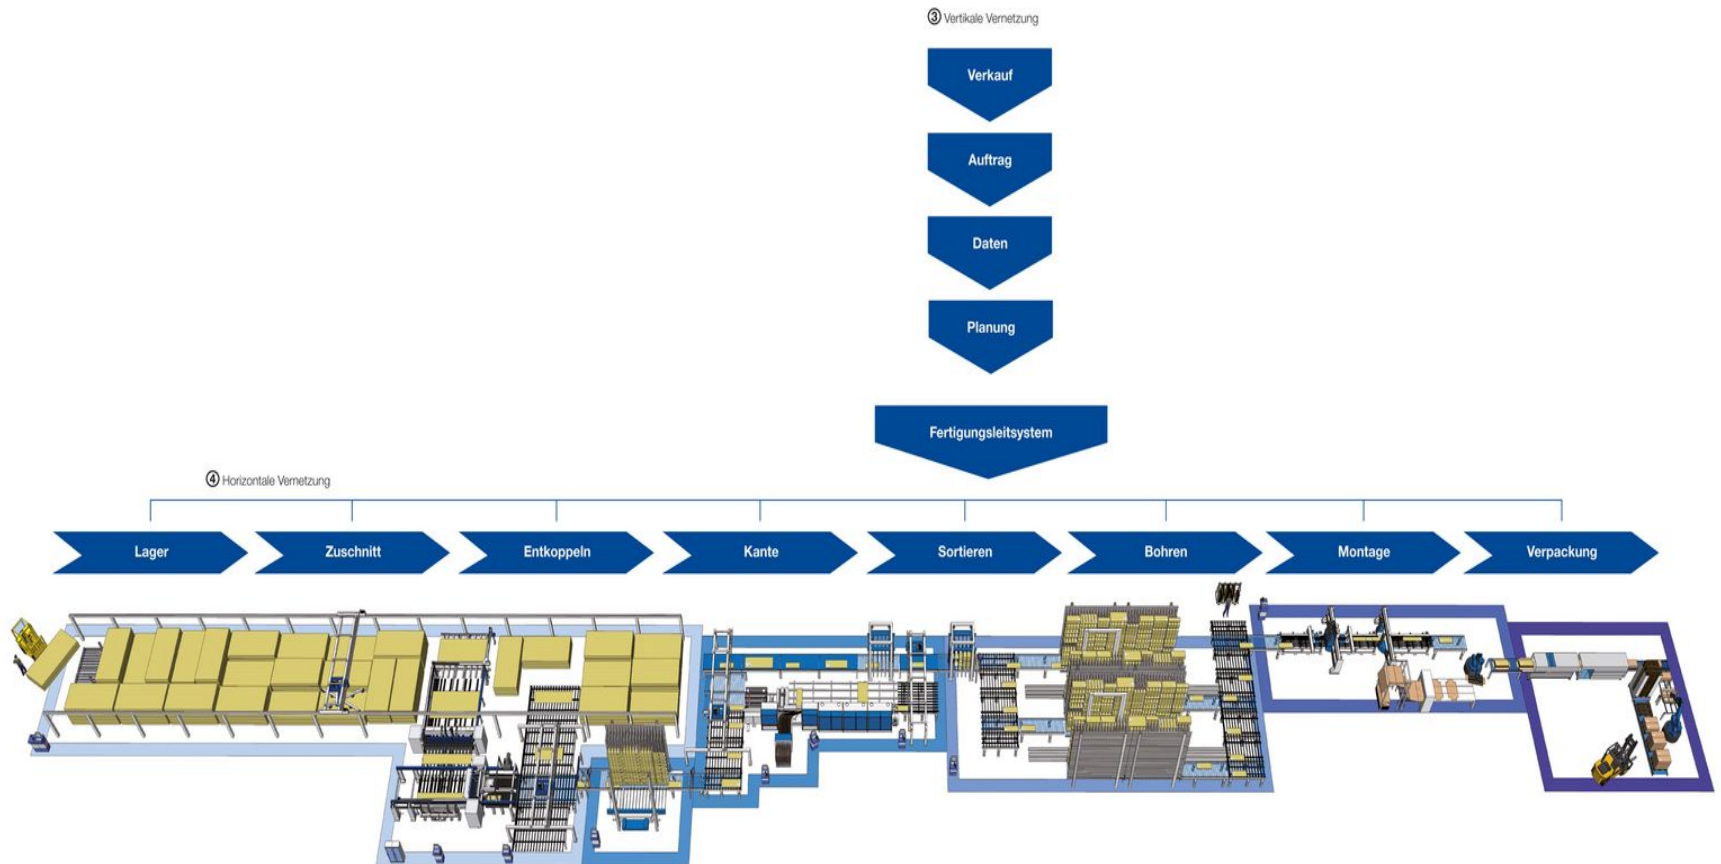 ③ Vertikale Vernetzung
Verkauf
Auftrag
Daten
Planung
Fertigungsleitsystem
④ Horizontale Vernetzung
Lager
Zuschnitt
Entkoppeln
Kante
Sortieren
Bohren
Montage
Verpackung